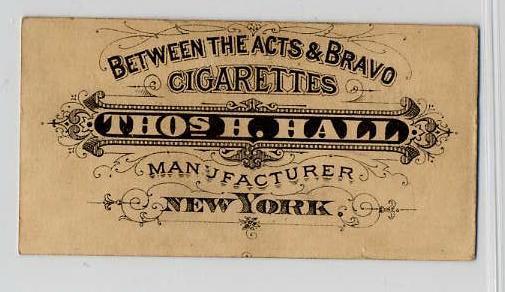 BETWEEN THE ACTS & BRAVO
CIGARETTES
THOS H. HALL
MANUFACTURER
NEW YORK.